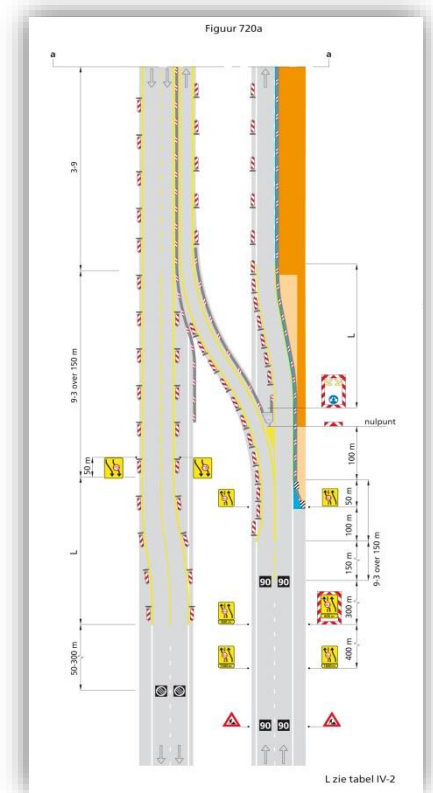 Figuur 720a
a
a
3-9
9-3 over 150 m
50 m
L
50-300 m
L
nulpunt
100 m
50 m
100 m
150 m
9-3 over 150 m
300 m
400 m
90 90
90 90
L zie tabel IV-2